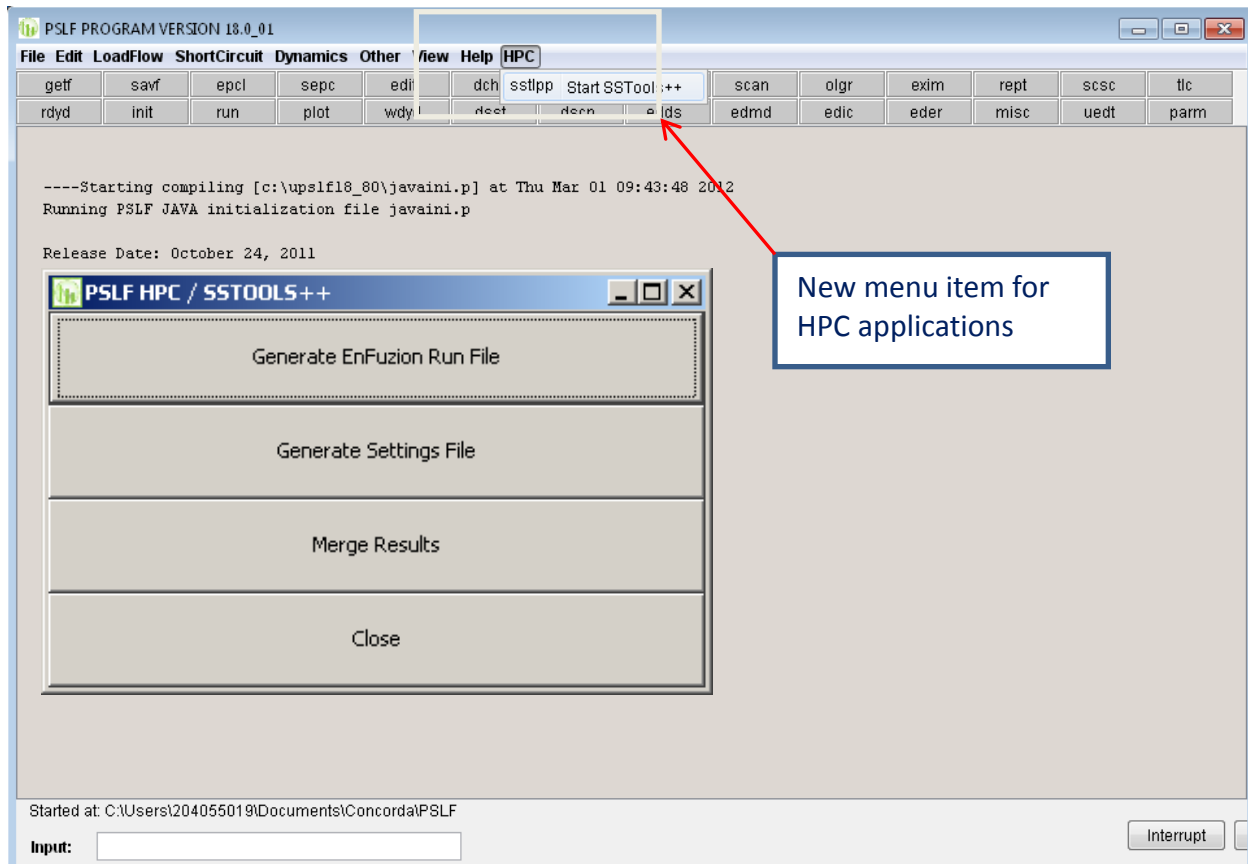 PSLF PROGRAM VERSION 18.0_01
File Edit LoadFlow ShortCircuit Dynamics Other View Help HPC
getf savf epcl sepc edit dch sstlpp Start SSTools++ scan olgr exim rept scsc tlc
rdyd init run plot wdyd dsst dscn edds edmd edic eder misc uedt parm
----Starting compiling [c:\upslf18_80\javaini.p] at Thu Mar 01 09:43:48 2012
Running PSLF JAVA initialization file javaini.p
Release Date: October 24, 2011
PSLF HPC / SSTOOLS++
Generate EnFuzion Run File
Generate Settings File
Merge Results
Close
New menu item for
HPC applications
Started at: C:\Users\204055019\Documents\Concorda\PSLF
Input:
Interrupt